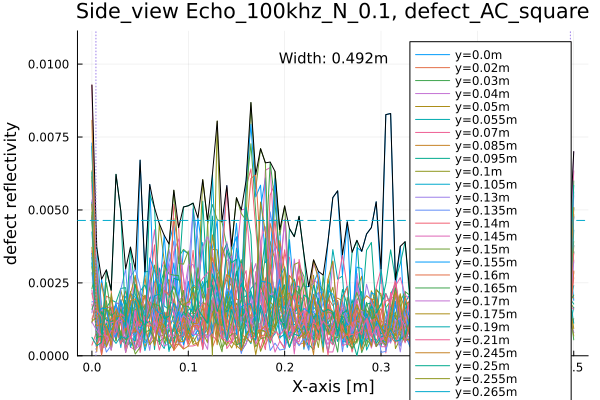 Side_view Echo_100khz_N_0.1, defect_AC_square
Width: 0.492m
defect reflectivity
0.0100
0.0075
0.0050
0.0025
0.0000
0.0
0.1
0.2
0.3
.5
X-axis [m]
y=0.0m
y=0.02m
y=0.03m
y=0.04m
y=0.05m
y=0.055m
y=0.07m
y=0.085m
y=0.095m
y=0.1m
y=0.105m
y=0.13m
y=0.135m
y=0.14m
y=0.145m
y=0.15m
y=0.155m
y=0.16m
y=0.165m
y=0.17m
y=0.175m
y=0.19m
y=0.21m
y=0.245m
y=0.25m
y=0.255m
y=0.265m